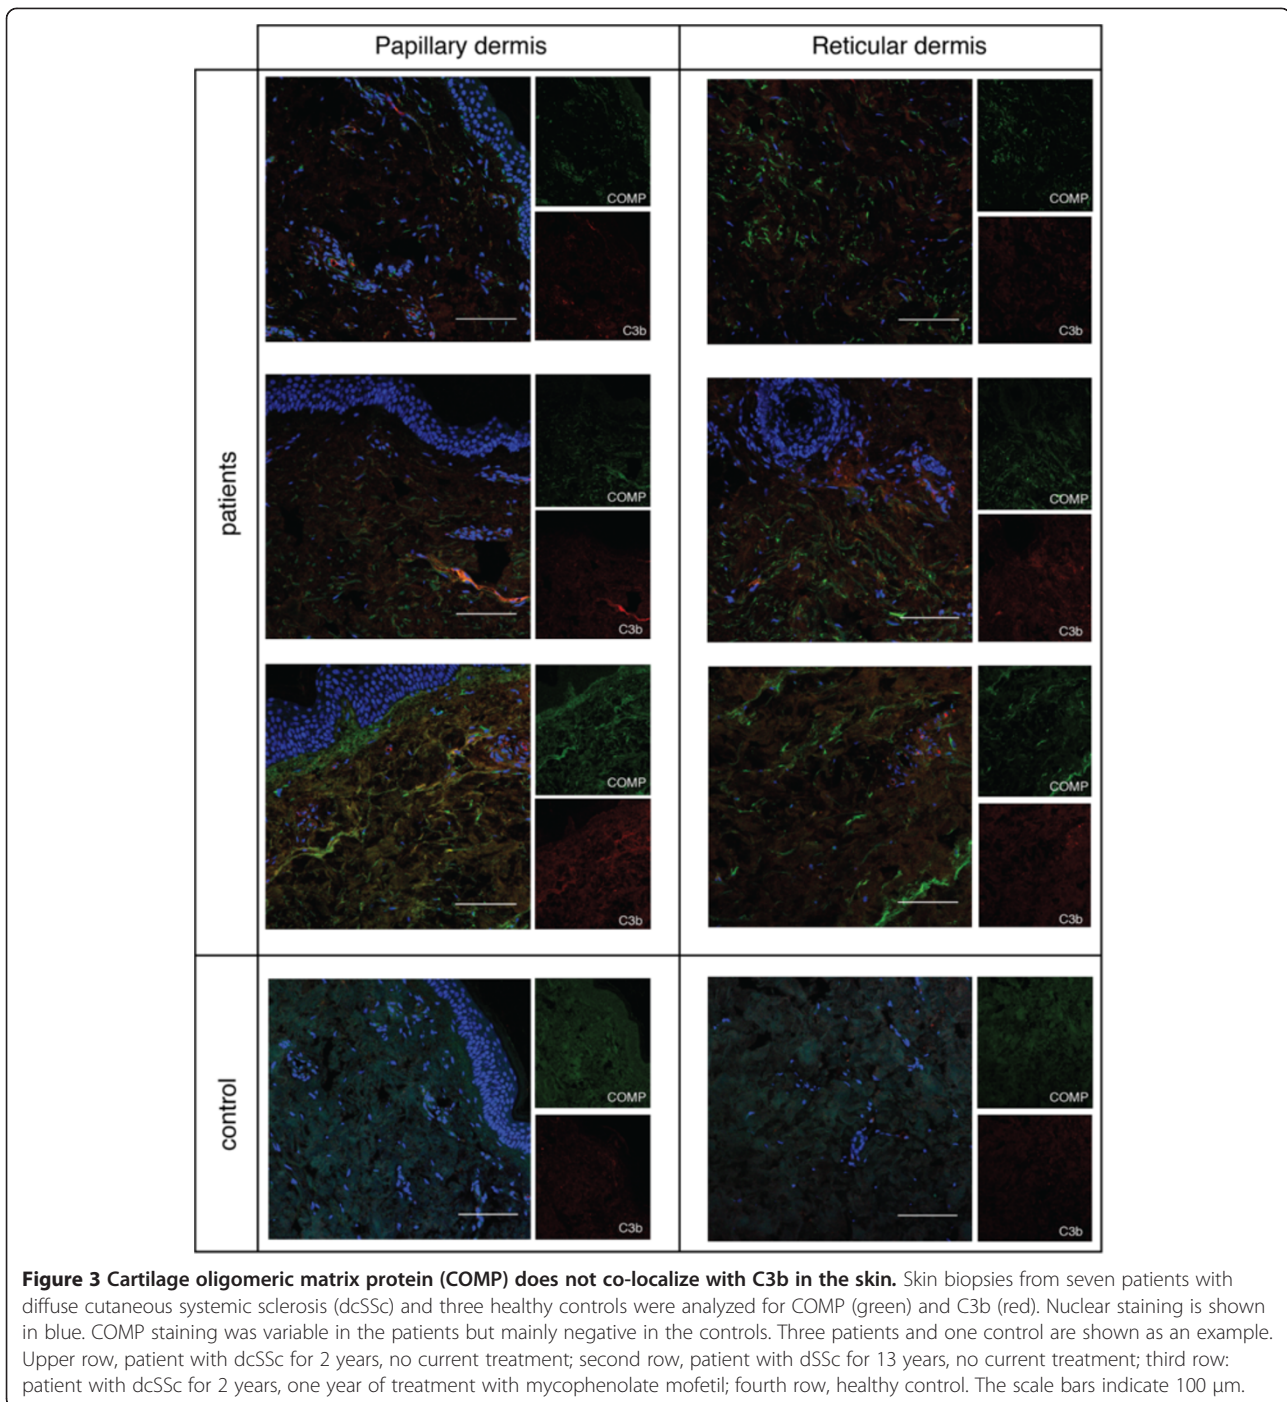 Papillary dermis
Reticular dermis
patients
COMP
C3b
COMP
C3b
COMP
C3b
COMP
C3b
COMP
C3b
COMP
C3b
control
COMP
C3b
COMP
C3b
Figure 3 Cartilage oligomeric matrix protein (COMP) does not co-localize with C3b in the skin. Skin biopsies from seven patients with
diffuse cutaneous systemic sclerosis (dcSSc) and three healthy controls were analyzed for COMP (green) and C3b (red). Nuclear staining is shown
in blue. COMP staining was variable in the patients but mainly negative in the controls. Three patients and one control are shown as an example.
Upper row, patient with dcSSc for 2 years, no current treatment; second row, patient with dSSc for 13 years, no current treatment; third row:
patient with dcSSc for 2 years, one year of treatment with mycophenolate mofetil; fourth row, healthy control. The scale bars indicate 100 μm.